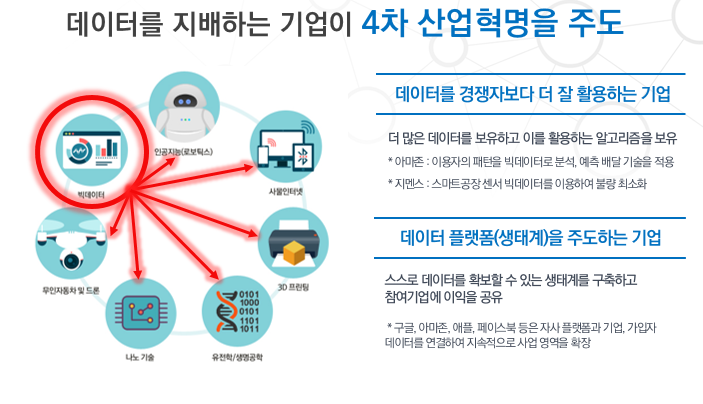 데이터를 지배하는 기업이 4차 산업혁명을 주도
데이터를 경쟁자보다 더 잘 활용하는 기업
더 많은 데이터를 보유하고 이를 활용하는 알고리즘을 보유
* 아마존 : 이용자의 패턴을 빅데이터로 분석, 예측 배달 기술을 적용
* 지멘스 : 스마트공장 센서 빅데이터를 이용하여 불량 최소화
데이터 플랫폼(생태계)을 주도하는 기업
스스로 데이터를 확보할 수 있는 생태계를 구축하고
참여기업에 이익을 공유
* 구글, 아마존, 애플, 페이스북 등은 자사 플랫폼과 기업, 가입자
데이터를 연결하여 지속적으로 사업 영역을 확장
인공지능(로보틱스)
빅데이터
사물인터넷
무인자동차 및 드론
3D 프린팅
0101
1000
0101
1101
1011
나노 기술
유전학/생명공학